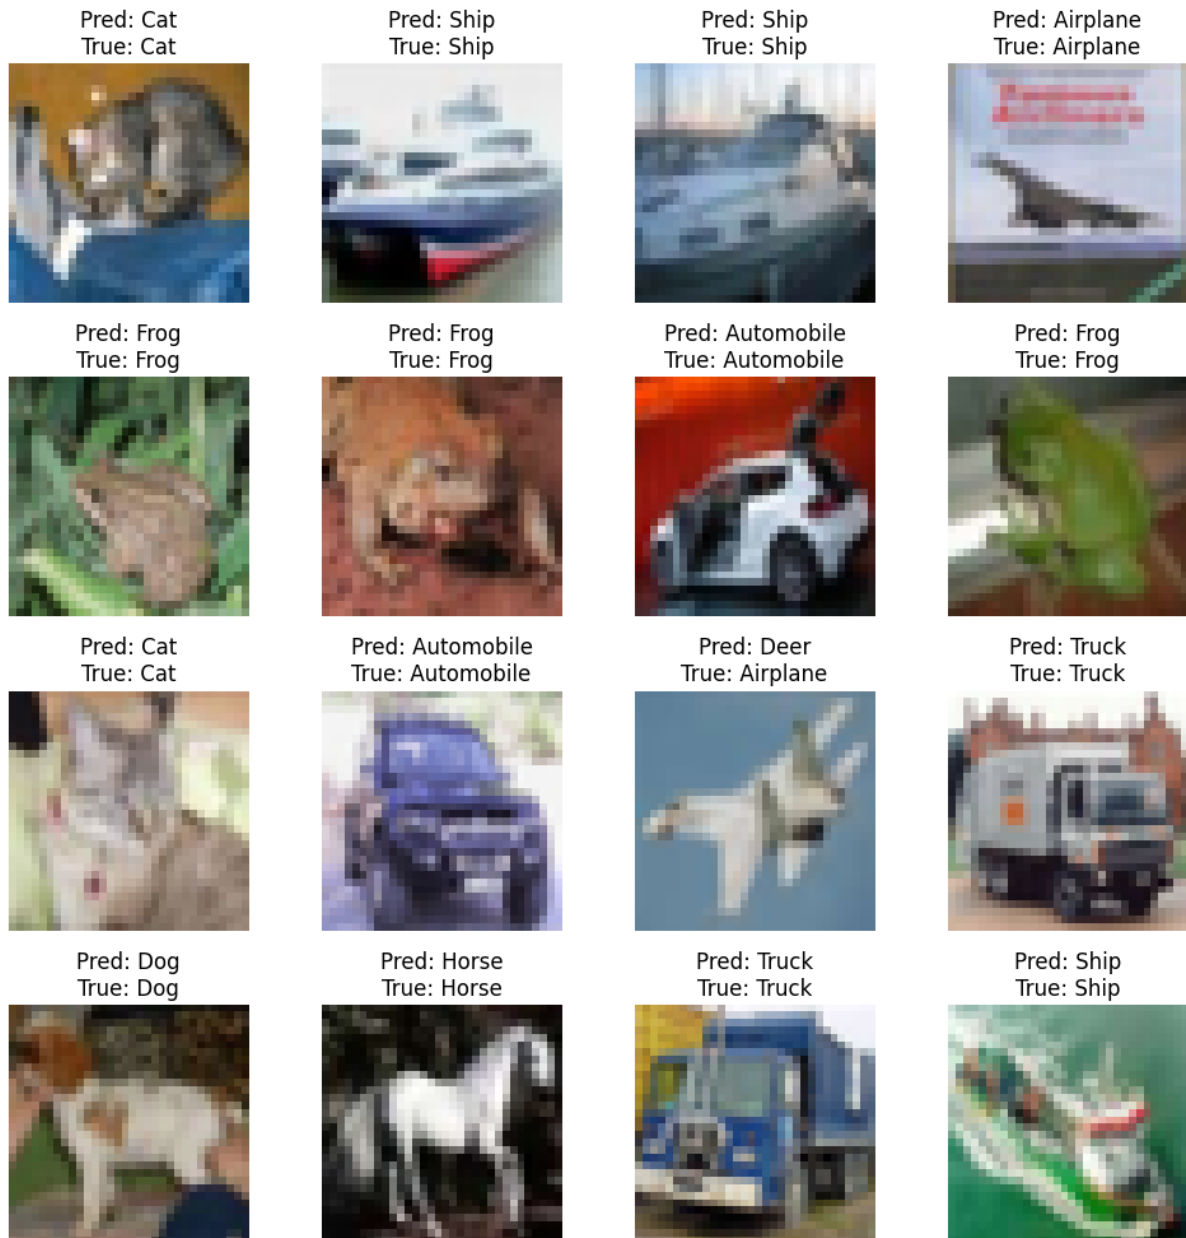 Pred: Cat
True: Cat
Pred: Ship
True: Ship
Pred: Ship
True: Ship
Pred: Airplane
True: Airplane
Pred: Frog
True: Frog
Pred: Frog
True: Frog
Pred: Automobile
True: Automobile
Pred: Frog
True: Frog
Pred: Cat
True: Cat
Pred: Automobile
True: Automobile
Pred: Deer
True: Airplane
Pred: Truck
True: Truck
Pred: Dog
True: Dog
Pred: Horse
True: Horse
Pred: Truck
True: Truck
Pred: Ship
True: Ship